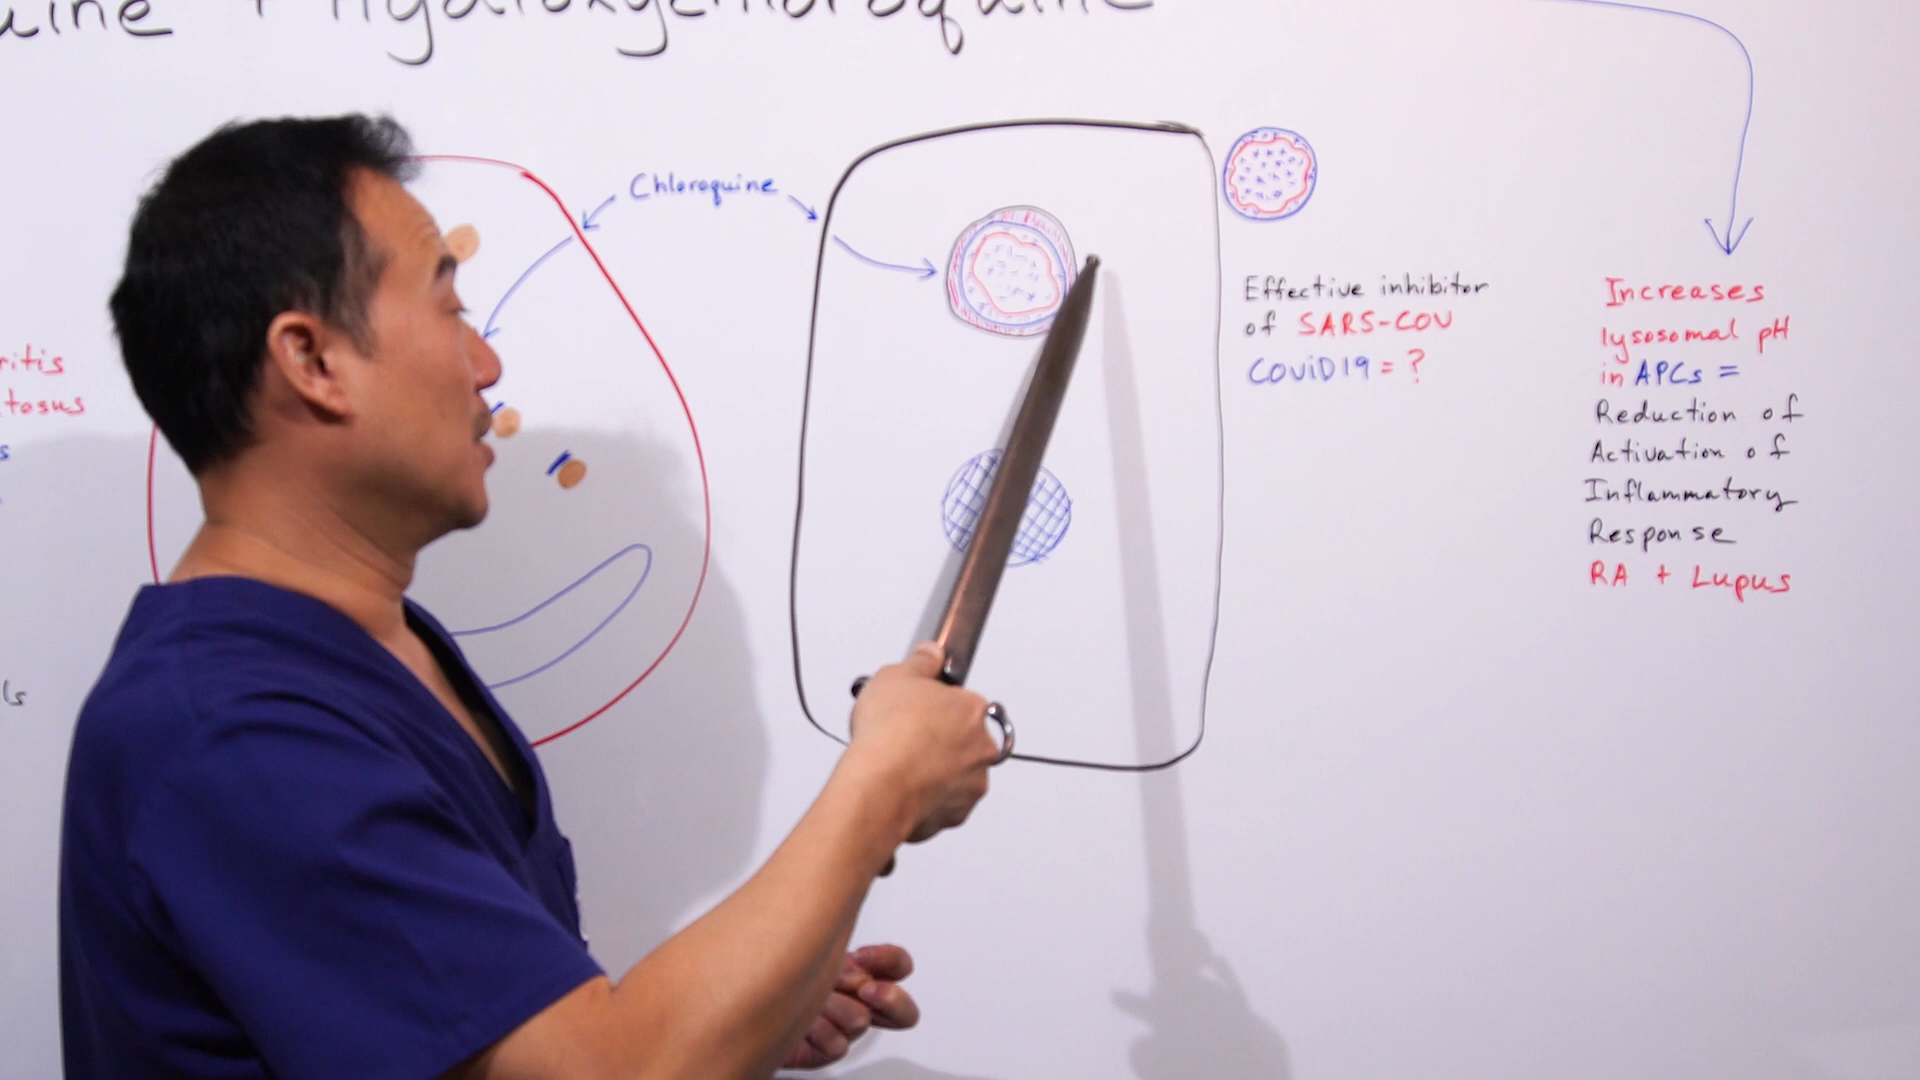 + Hydroxychloroquine
Chloroquine
Effective inhibitor
of SARS-COV
COViD19 = ?
Increases
lysosomal pH
in APCs =
Reduction of
Activation of
Inflammatory
Response
RA + Lupus